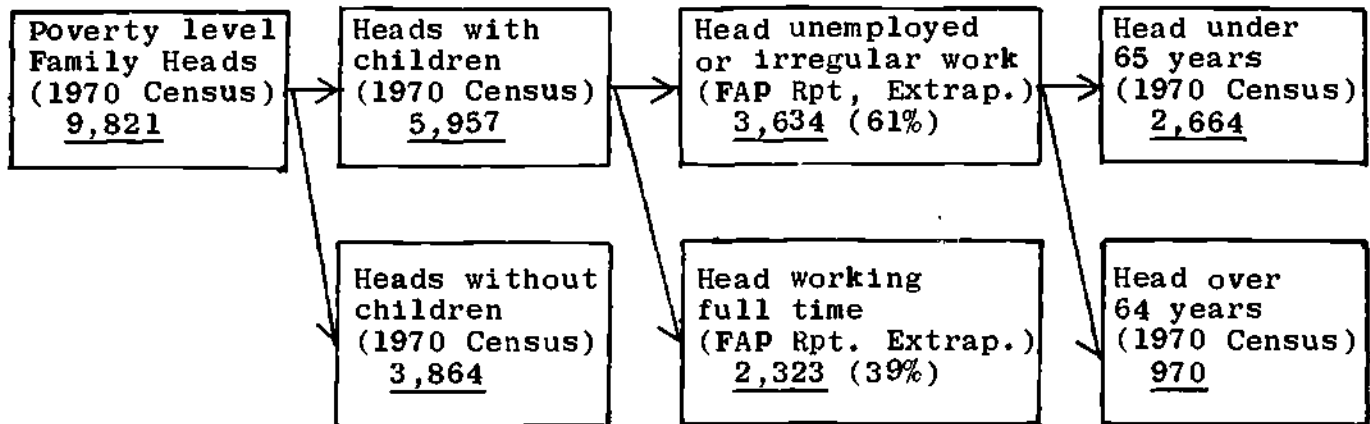 Poverty level
Family Heads
(1970 Census)
9,821
Heads with
children
(1970 Census)
5,957
Head unemployed
or irregular work
(FAP Rpt, Extrap.)
3,634 (61%)
Head under
65 years
(1970 Census)
2,664
Heads without
children
(1970 Census)
3,864
Head working
full time
(FAP Rpt. Extrap.)
2,323 (39%)
Head over
64 years
(1970 Census)
970